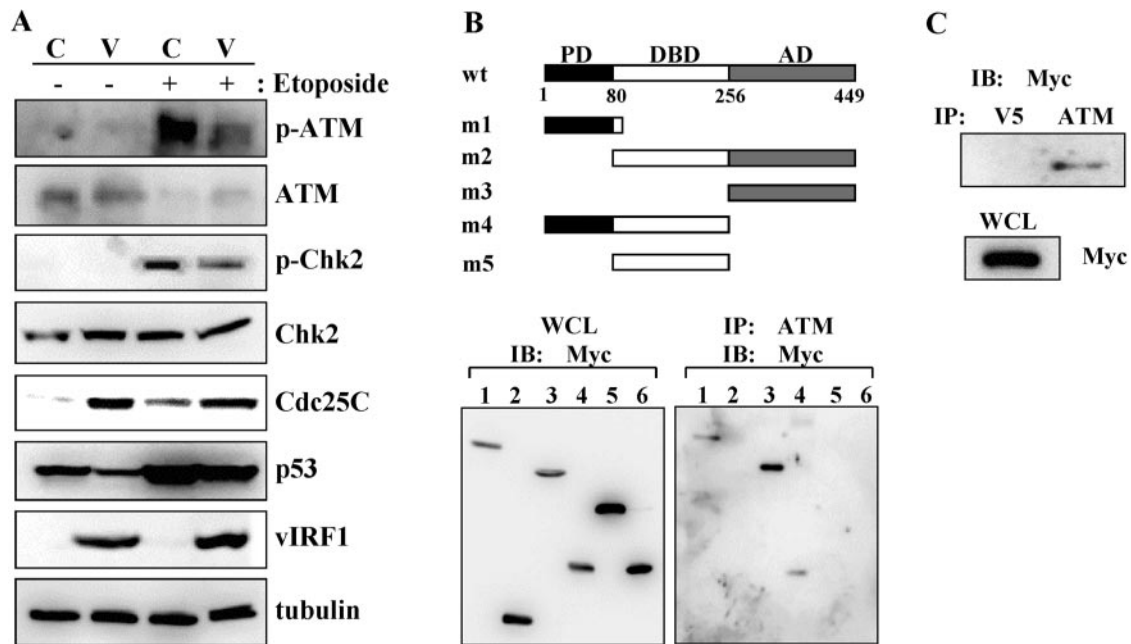 A
C V C V
- - + + : Etoposide
p-ATM
ATM
p-Chk2
Chk2
Cdc25C
p53
vIRF1
tubulin
B
PD DBD AD
wt
1 80 256 449
m1
m2
m3
m4
m5
WCL
IB: Myc
1 2 3 4 5 6
IP: ATM
IB: Myc
1 2 3 4 5 6
C
IB: Myc
IP: V5 ATM
WCL
Myc